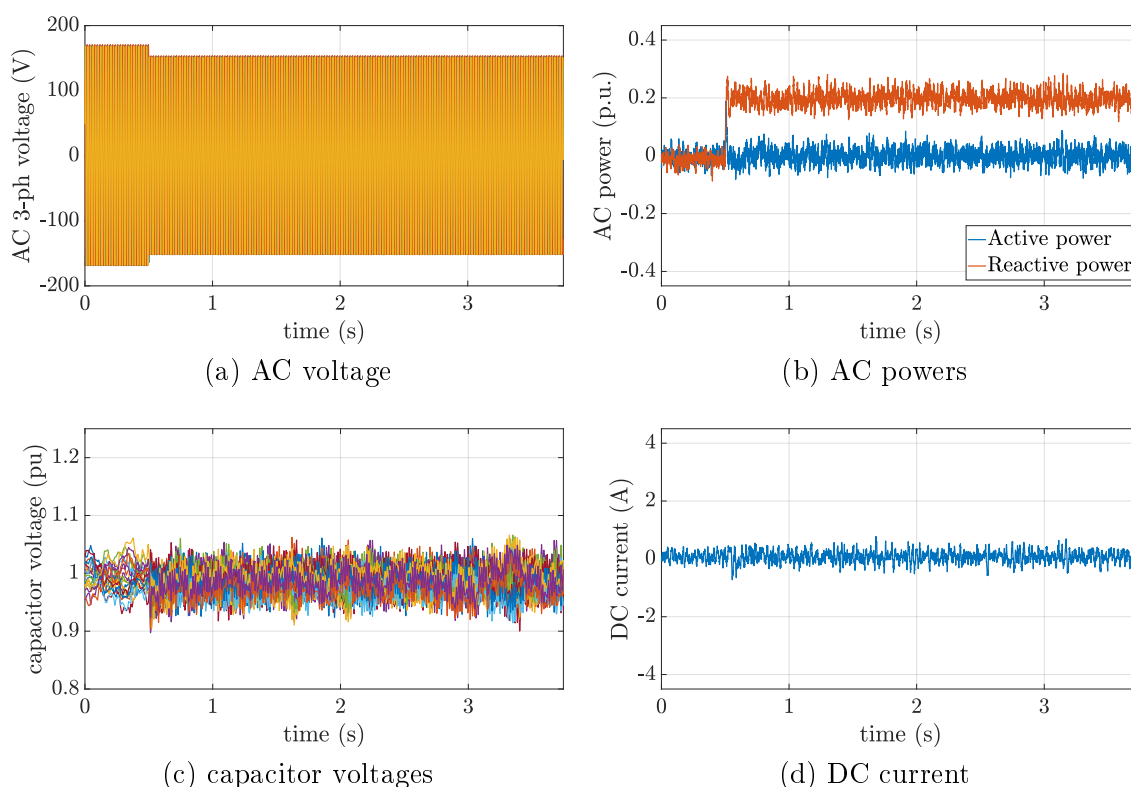 AC 3-ph voltage (V)
200
100
0
-100
-200
0
1
2
3
time (s)
(a) AC voltage
AC power (p.u.)
0.4
0.2
0
-0.2
-0.4
Active power
Reactive power
0
1
2
3
time (s)
(b) AC powers
capacitor voltage (pu)
1.2
1.1
1
0.9
0.8
0
1
2
3
time (s)
(c) capacitor voltages
DC current (A)
4
2
0
-2
-4
0
1
2
3
time (s)
(d) DC current